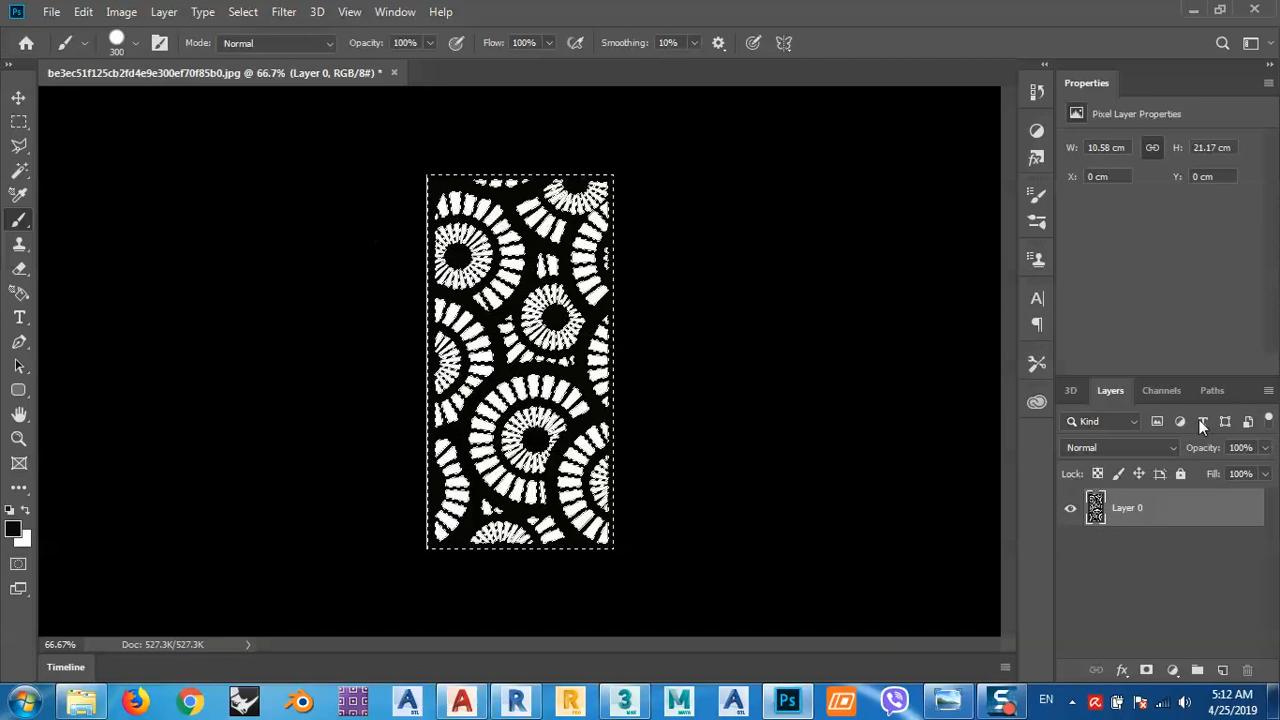 Ps File Edit Image Layer Type Select Filter 3D View Window Help
300 Mode: Normal Opacity: 100% Flow: 100% Smoothing: 10%
be3ec51f125cb2fd4e9e300ef70f85b0.jpg @ 66.7% (Layer 0, RGB/8#) *
Properties
Pixel Layer Properties
W: 10.58 cm H: 21.17 cm
X: 0 cm Y: 0 cm
3D Layers Channels Paths
Kind
Normal Opacity: 100%
Lock: Fill: 100%
Layer 0
66.67% Doc: 527.3K/527.3K
Timeline
EN 5:12 AM
4/25/2019